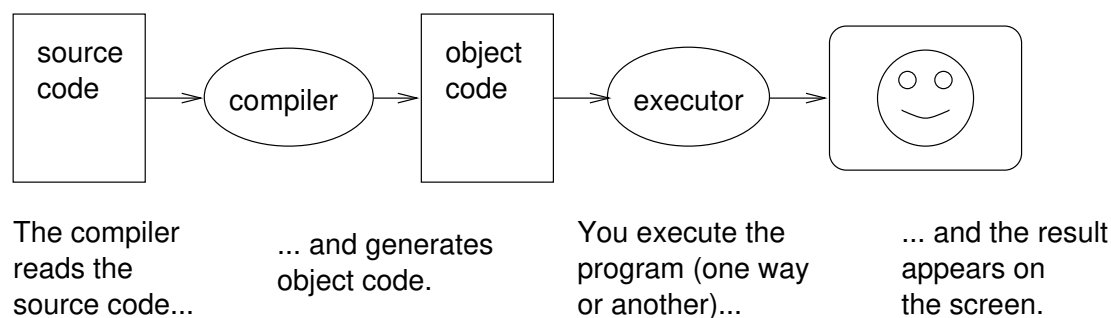 source
code
compiler
object
code
executor
The compiler
reads the
source code...
... and generates
object code.
You execute the
program (one way
or another)...
... and the result
appears on
the screen.